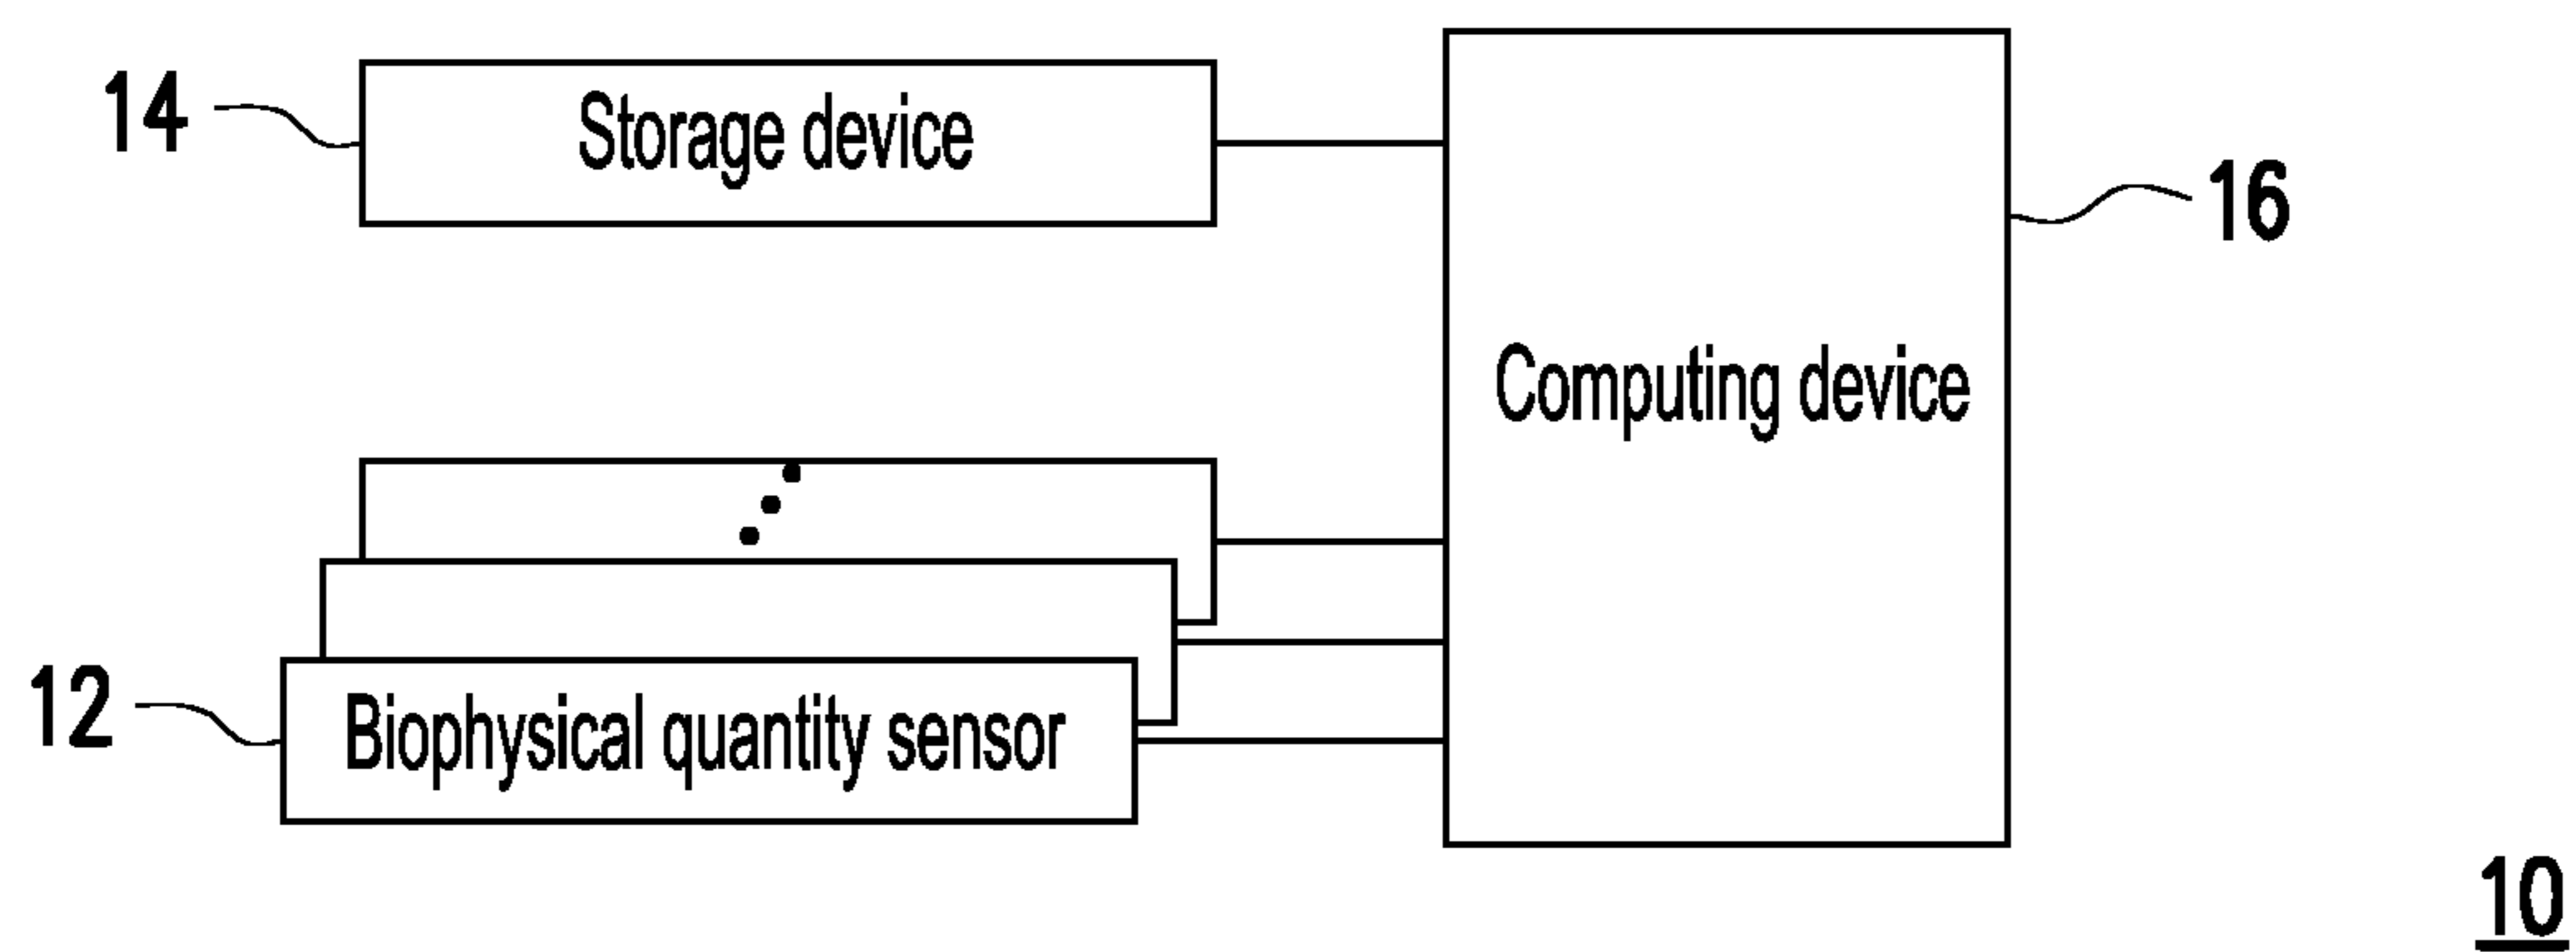 14
Storage device
16
Computing device
12
Biophysical quantity sensor
10